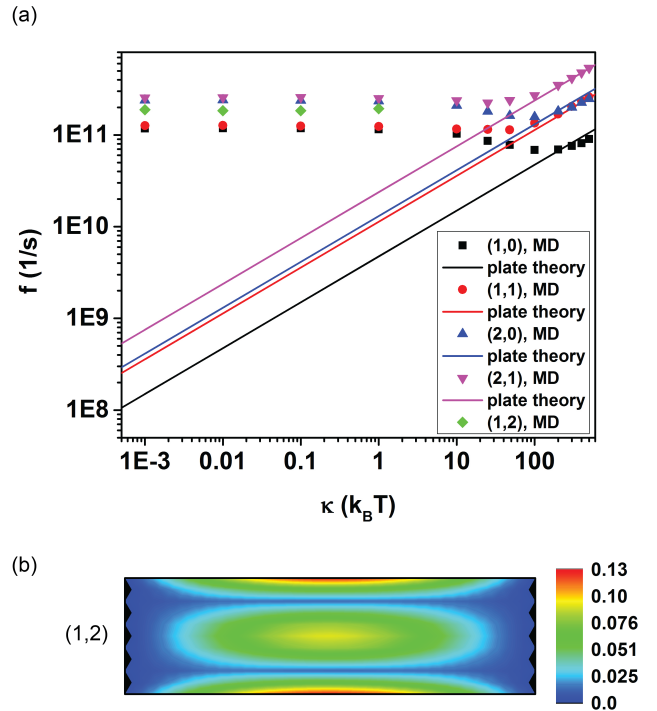 (a)
1E11
1E10
1E9
1E8
f (1/s)
(1,0), MD
plate theory
(1,1), MD
plate theory
(2,0), MD
plate theory
(2,1), MD
plate theory
(1,2), MD
1E-3 0.01 0.1 1 10 100
κ (kBT)
(b)
(1,2)
0.13
0.10
0.076
0.051
0.025
0.0